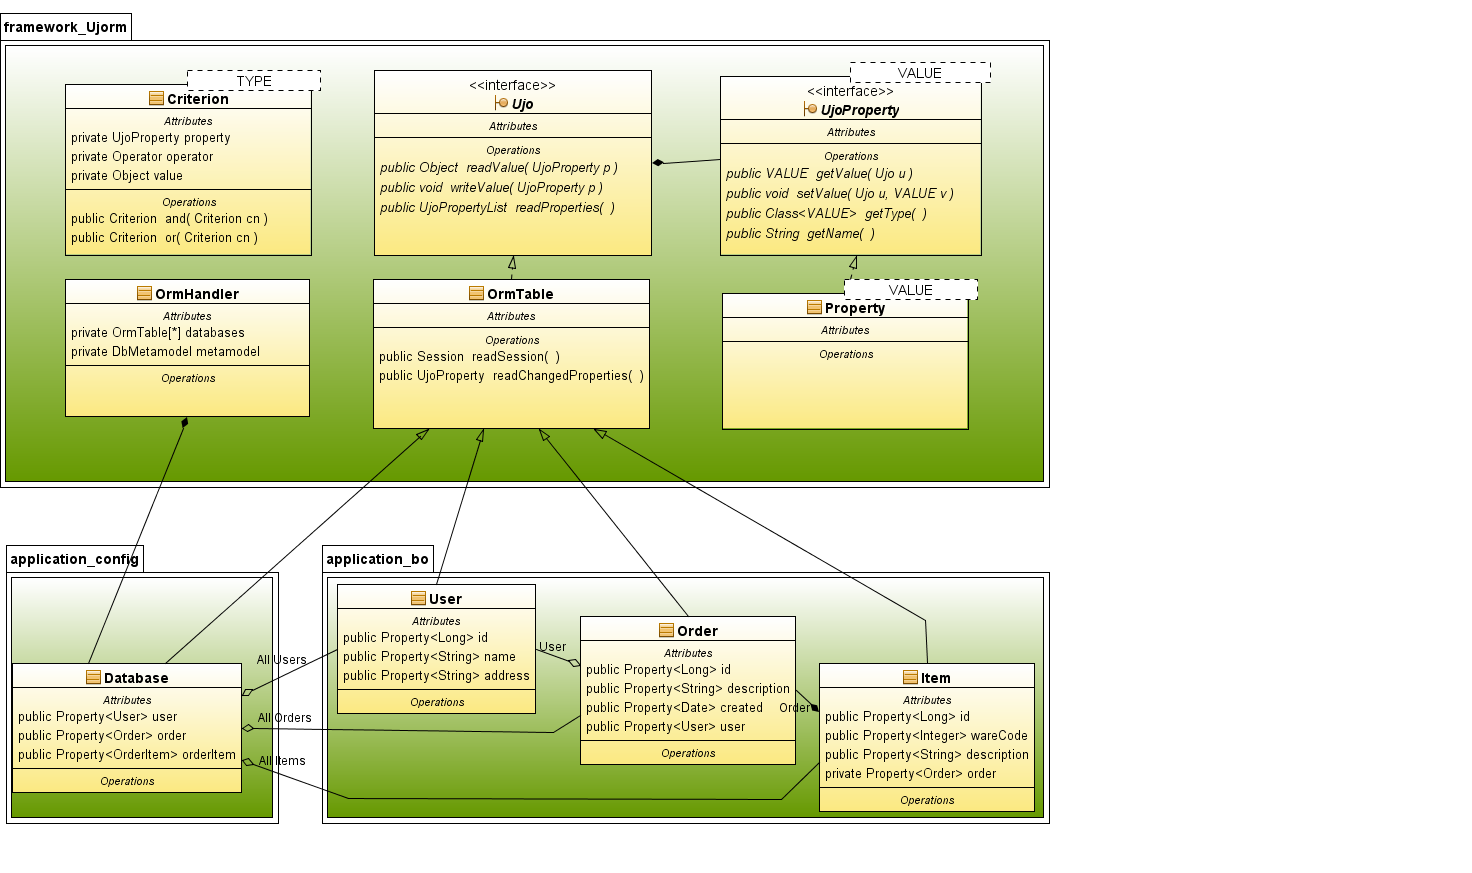 framework_Ujorm
TYPE
Criterion
Attributes
private UjoProperty property
private Operator operator
private Object value
Operations
public Criterion and( Criterion cn )
public Criterion or( Criterion cn )
<<interface>>
Ujo
Attributes
Operations
public Object readValue( UjoProperty p )
public void writeValue( UjoProperty p )
public UjoPropertyList readProperties( )
VALUE
<<interface>>
UjoProperty
Attributes
Operations
public VALUE getValue( Ujo u )
public void setValue( Ujo u, VALUE v )
public Class<VALUE> getType( )
public String getName( )
OrmHandler
Attributes
private OrmTable[*] databases
private DbMetamodel metamodel
Operations
OrmTable
Attributes
Operations
public Session readSession( )
public UjoProperty readChangedProperties( )
VALUE
Property
Attributes
Operations
application_config
Database
Attributes
public Property<User> user
public Property<Order> order
public Property<OrderItem> orderItem
Operations
All Users
All Orders
All Items
application_bo
User
Attributes
public Property<Long> id
public Property<String> name
public Property<String> address
Operations
User
Order
Attributes
public Property<Long> id
public Property<String> description
public Property<Date> created
public Property<User> user
Operations
Order
Item
Attributes
public Property<Long> id
public Property<Integer> wareCode
public Property<String> description
private Property<Order> order
Operations